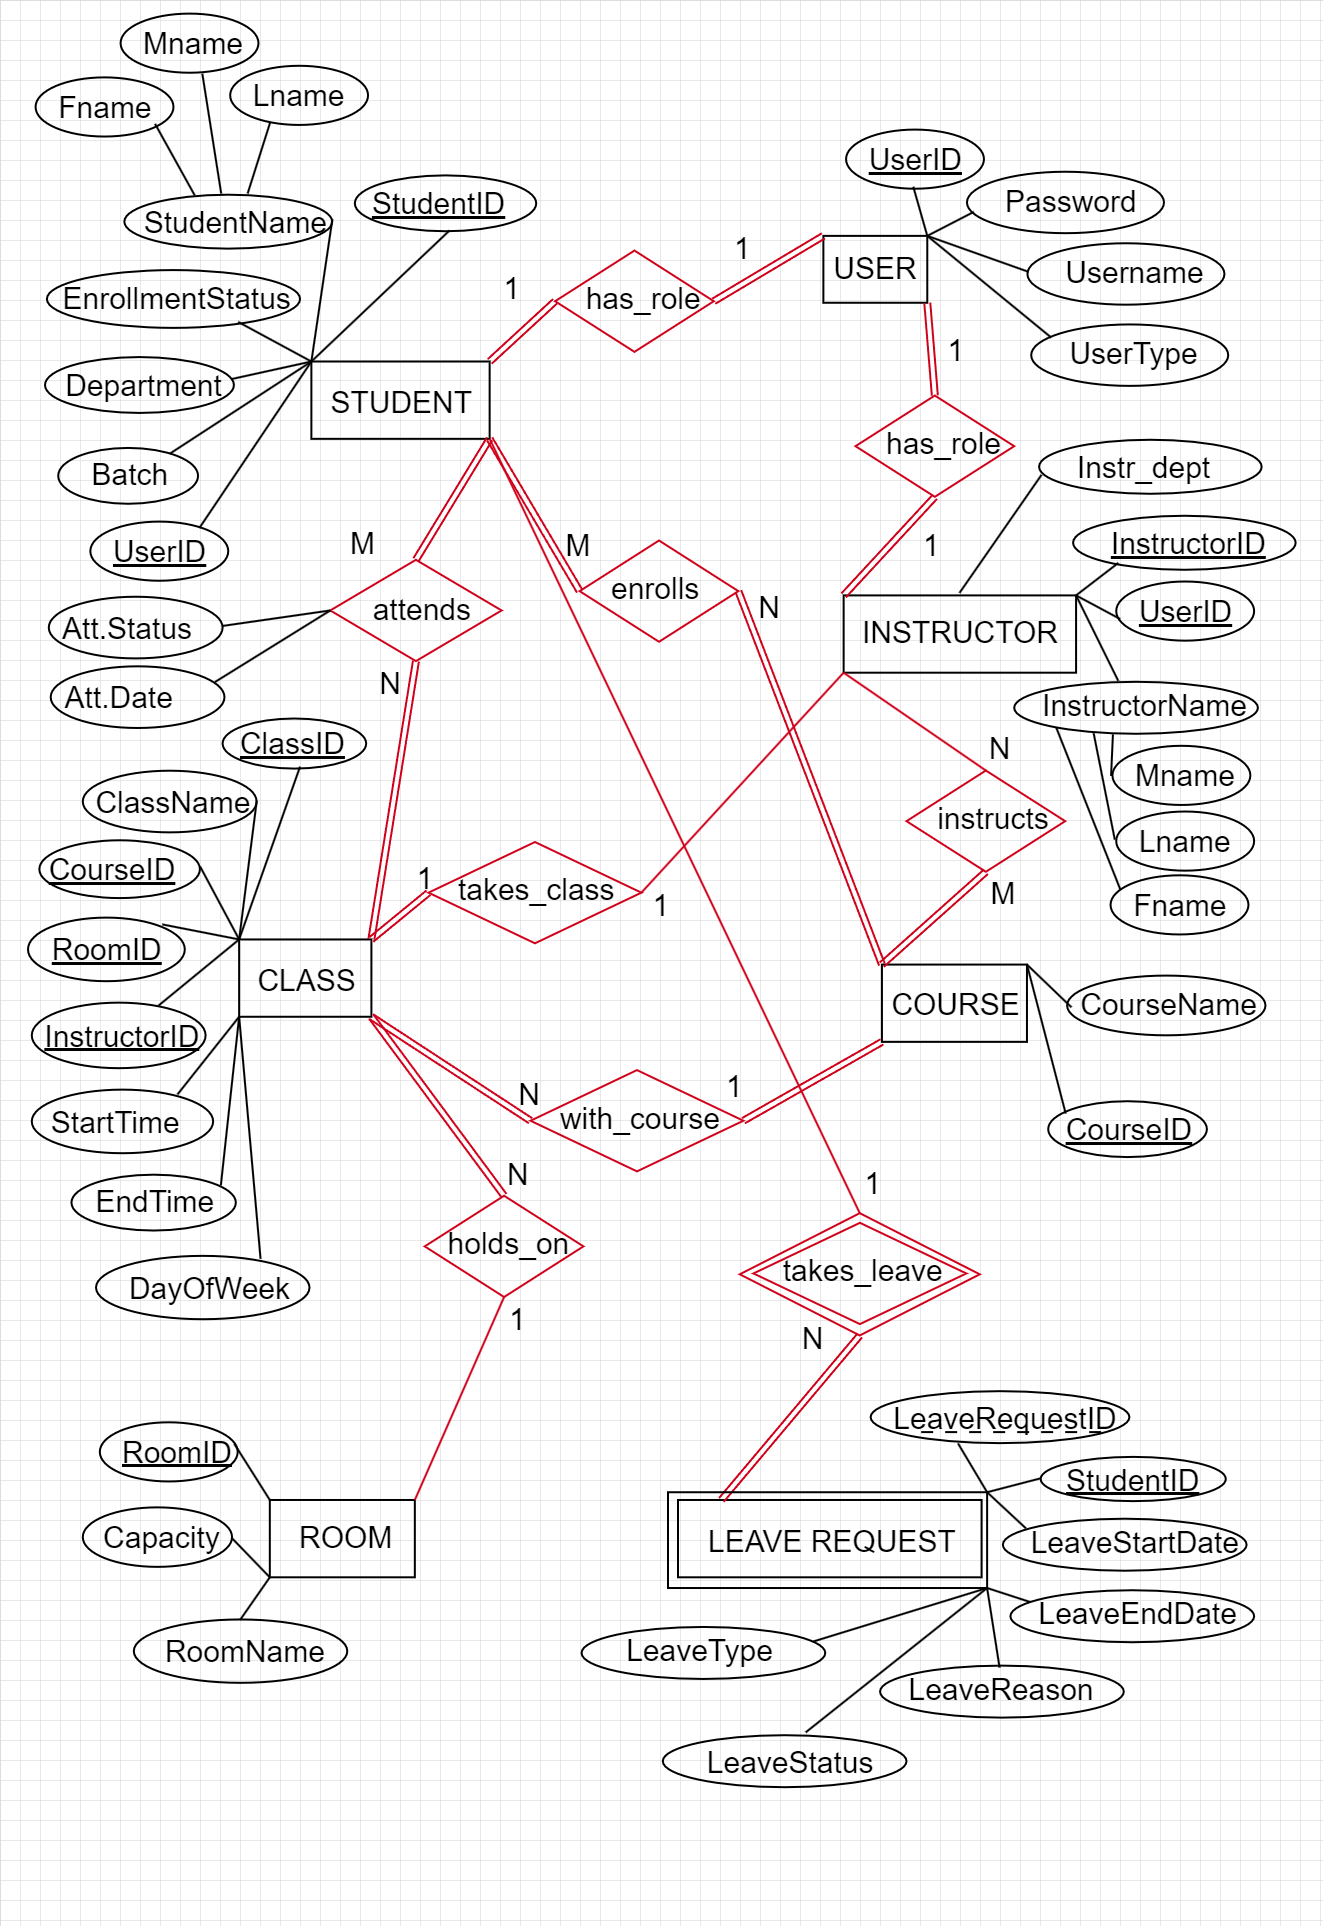 Mname
Fname
Lname
StudentName
StudentID
EnrollmentStatus
Department
Batch
UserID
STUDENT
1
has_role
1
USER
UserID
Password
Username
UserType
1
has_role
1
Instr_dept
InstructorID
UserID
INSTRUCTOR
InstructorName
Mname
Lname
Fname
M
attends
N
Att.Status
Att.Date
M
enrolls
N
ClassID
ClassName
CourseID
RoomID
InstructorID
StartTime
EndTime
DayOfWeek
CLASS
1
takes_class
1
N
instructs
M
COURSE
CourseName
CourseID
N
with_course
1
N
holds_on
1
1
takes_leave
N
RoomID
Capacity
RoomName
ROOM
LEAVE REQUEST
LeaveRequestID
StudentID
LeaveStartDate
LeaveEndDate
LeaveReason
LeaveType
LeaveStatus